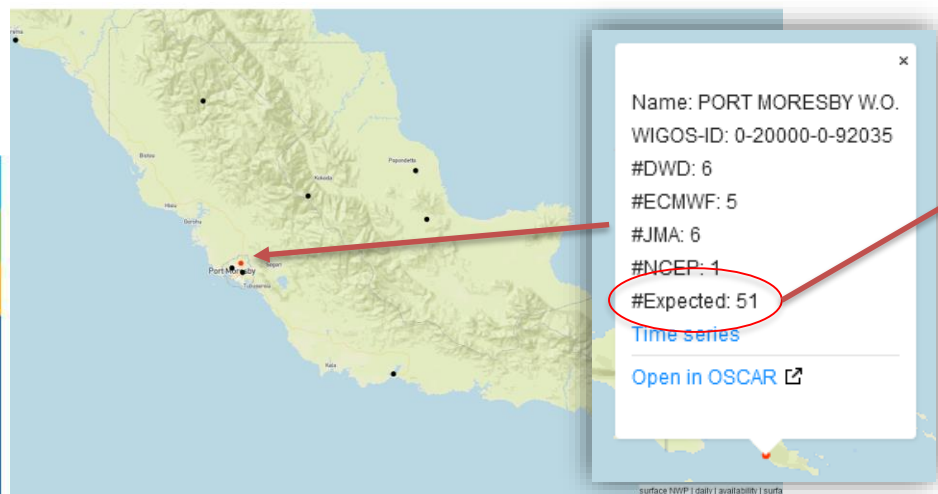 Name: PORT MORESBY W.O.
WIGOS-ID: 0-20000-0-92035
#DWD: 6
#ECMWF: 5
#JMA: 6
#NCEP: 1
#Expected: 51
Time series
Open in OSCAR
Popondetta
Kokoda
Port Moresby
surface NWP | daily | availability | surfa